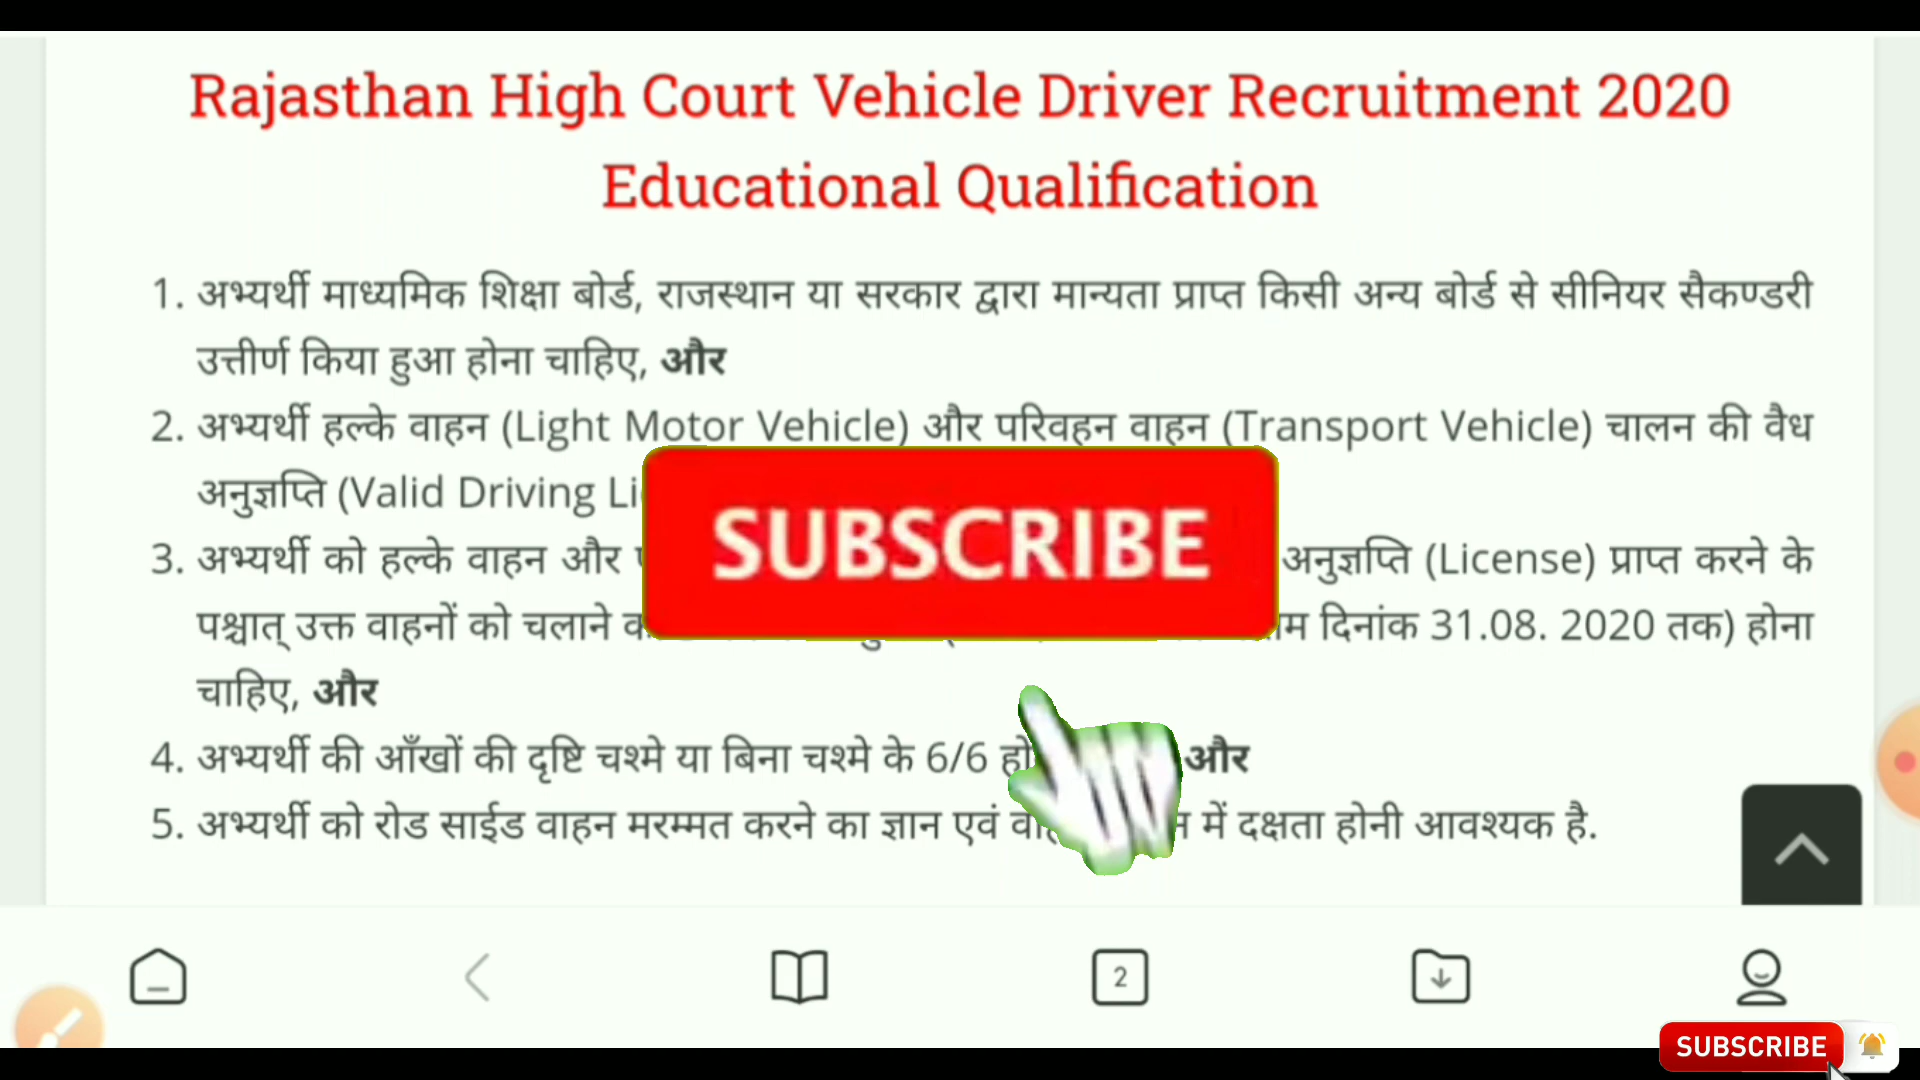 Rajasthan High Court Vehicle Driver Recruitment 2020
Educational Qualification
1. अभ्यर्थी माध्यमिक शिक्षा बोर्ड, राजस्थान या सरकार द्वारा मान्यता प्राप्त किसी अन्य बोर्ड से सीनियर सैकण्डरी
उत्तीर्ण किया हुआ होना चाहिए, और
2. अभ्यर्थी हल्के वाहन (Light Motor Vehicle) और परिवहन वाहन (Transport Vehicle) चालन की वैध
अनुज्ञप्ति (Valid Driving
SUBSCRIBE
3. अभ्यर्थी को हल्के वाहन और अनुज्ञप्ति (License) प्राप्त करने के
पश्चात् उक्त वाहनों को चलाने दिनांक 31.08. 2020 तक) होना
चाहिए, और
4. अभ्यर्थी की आँखों की दृष्टि चश्मे या बिना चश्मे के 6/6 और
5. अभ्यर्थी को रोड साईड वाहन मरम्मत करने का ज्ञान एवं में दक्षता होनी आवश्यक है.
2
SUBSCRIBE